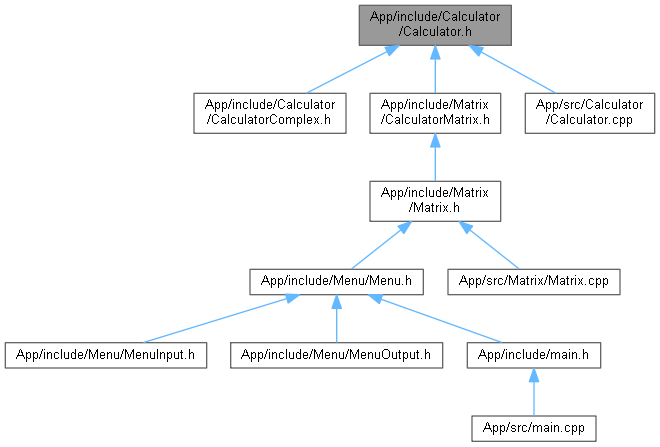 App/include/Calculator
/Calculator.h
App/include/Calculator
/CalculatorComplex.h
App/include/Matrix
/CalculatorMatrix.h
App/src/Calculator
/Calculator.cpp
App/include/Matrix
/Matrix.h
App/include/Menu/Menu.h
App/src/Matrix/Matrix.cpp
App/include/Menu/MenuInput.h
App/include/Menu/MenuOutput.h
App/include/main.h
App/src/main.cpp